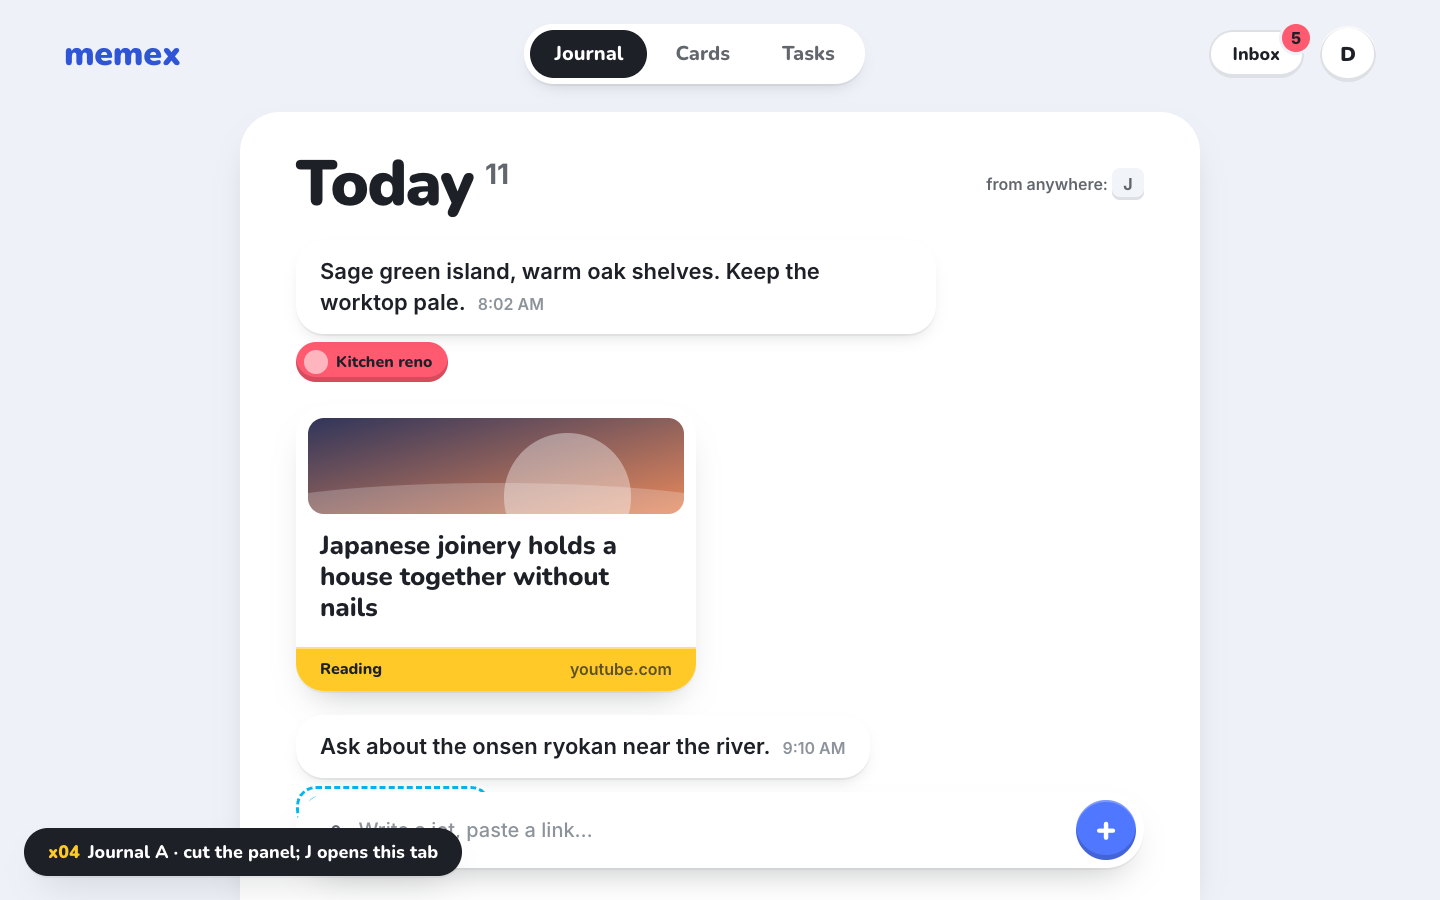 memex
Journal
Cards
Tasks
Inbox
5
D
Today 11
from anywhere: J
Sage green island, warm oak shelves. Keep the
worktop pale. 8:02 AM
Kitchen reno
Japanese joinery holds a
house together without
nails
Reading
youtube.com
Ask about the onsen ryokan near the river. 9:10 AM
Write a jot, paste a link...
x04 Journal A · cut the panel; J opens this tab